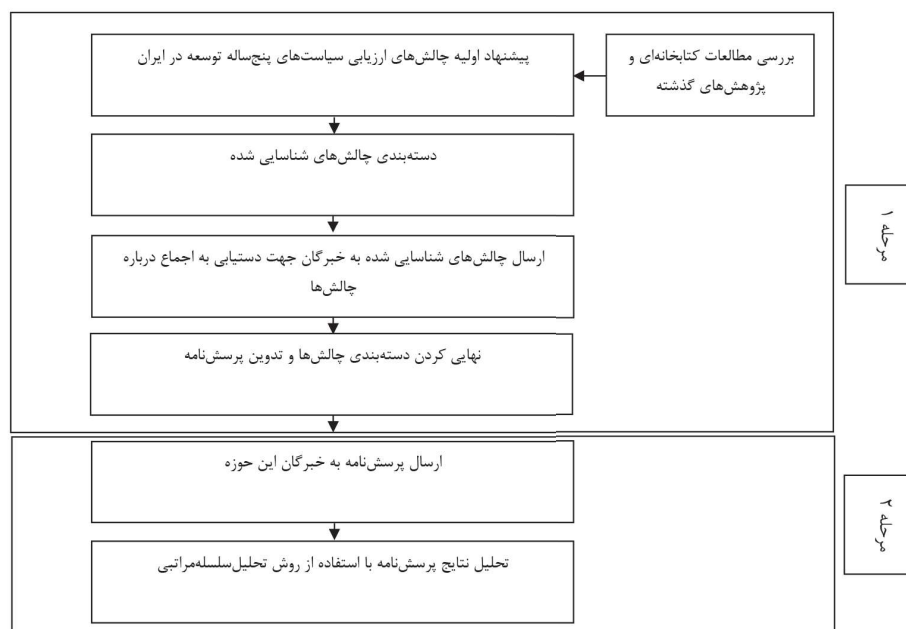 بررسی مطالعات کتابخانه‌ای و
پژوهش‌های گذشته
پیشنهاد اولیه چالش‌های ارزیابی سیاست‌های پنج‌ساله توسعه در ایران
دسته‌بندی چالش‌های شناسایی شده
ارسال چالش‌های شناسایی شده به خبرگان جهت دستیابی به اجماع درباره
چالش‌ها
نهایی کردن دسته‌بندی چالش‌ها و تدوین پرسش‌نامه
مرحله ۱
ارسال پرسش‌نامه به خبرگان این حوزه
تحلیل نتایج پرسش‌نامه با استفاده از روش تحلیل‌سلسله‌مراتبی
مرحله ۲